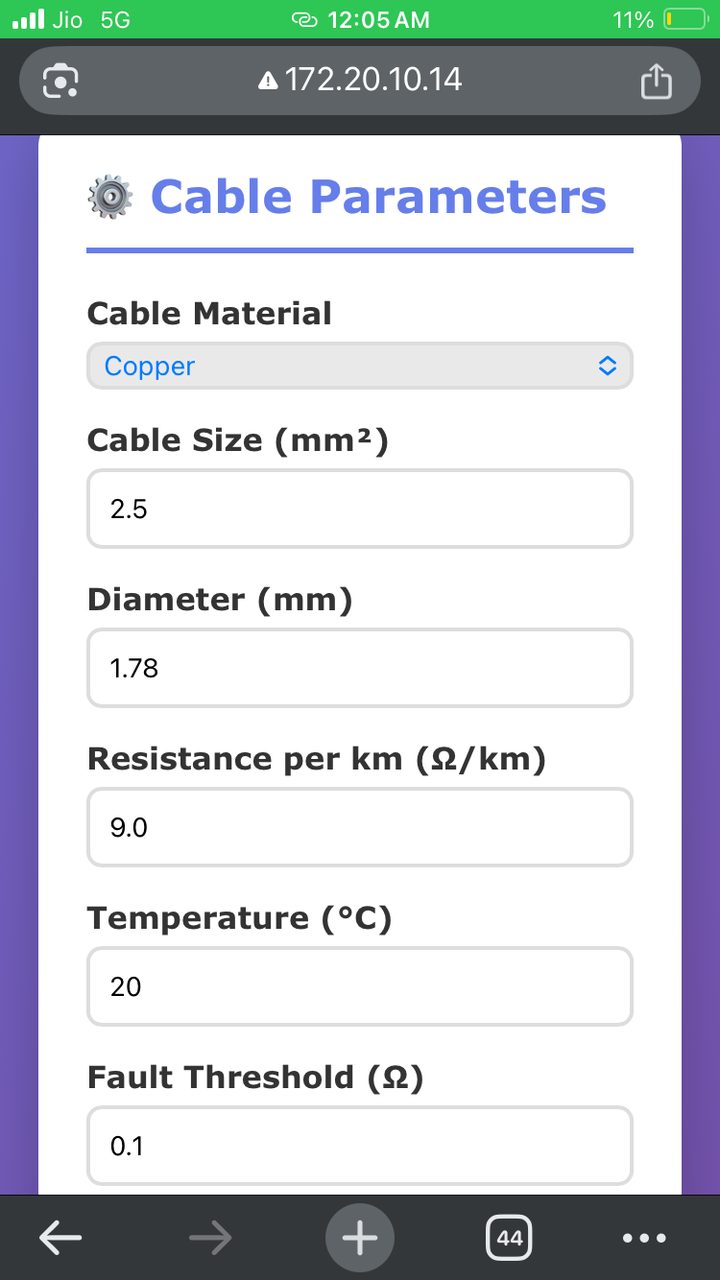 Jio 5G 12:05 AM 11%
172.20.10.14
Cable Parameters
Cable Material
Copper
Cable Size (mm²)
2.5
Diameter (mm)
1.78
Resistance per km (Ω/km)
9.0
Temperature (°C)
20
Fault Threshold (Ω)
0.1
44